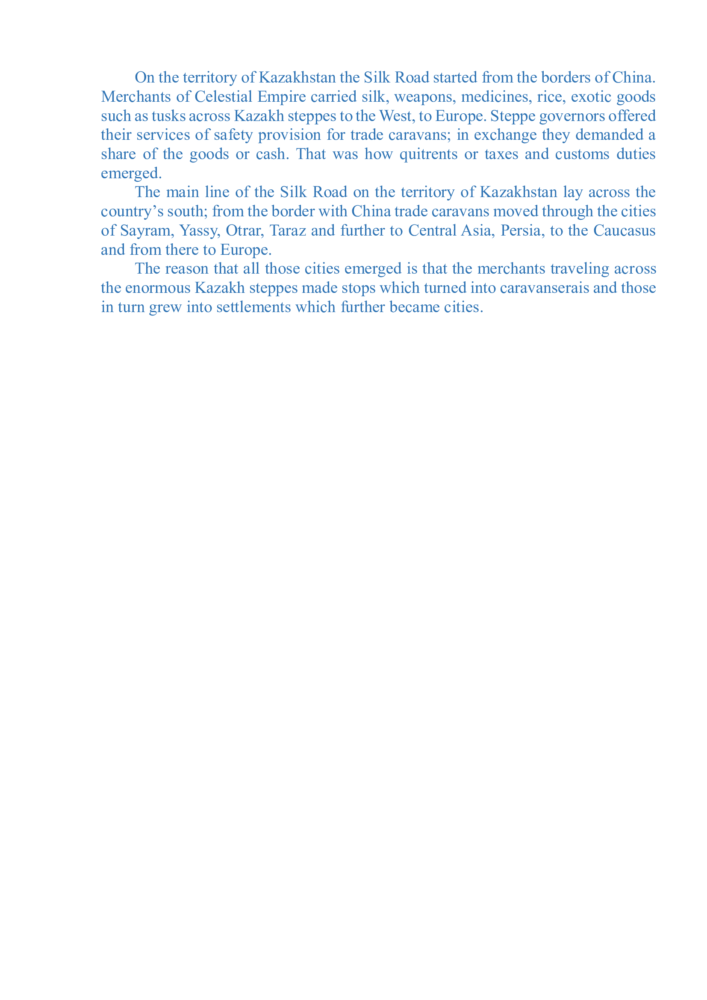 On the territory of Kazakhstan the Silk Road started from the borders of China.
Merchants of Celestial Empire carried silk, weapons, medicines, rice, exotic goods
such as tusks across Kazakh steppes to the West, to Europe. Steppe governors offered
their services of safety provision for trade caravans; in exchange they demanded a
share of the goods or cash. That was how quitrents or taxes and customs duties
emerged.
The main line of the Silk Road on the territory of Kazakhstan lay across the
country’s south; from the border with China trade caravans moved through the cities
of Sayram, Yassy, Otrar, Taraz and further to Central Asia, Persia, to the Caucasus
and from there to Europe.
The reason that all those cities emerged is that the merchants traveling across
the enormous Kazakh steppes made stops which turned into caravanserais and those
in turn grew into settlements which further became cities.